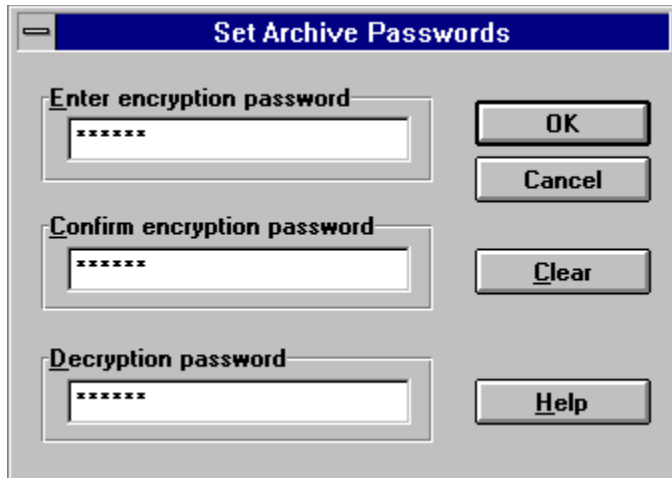 Set Archive Passwords
Enter encryption password
******
OK
Cancel
Confirm encryption password
******
Clear
Decryption password
******
Help